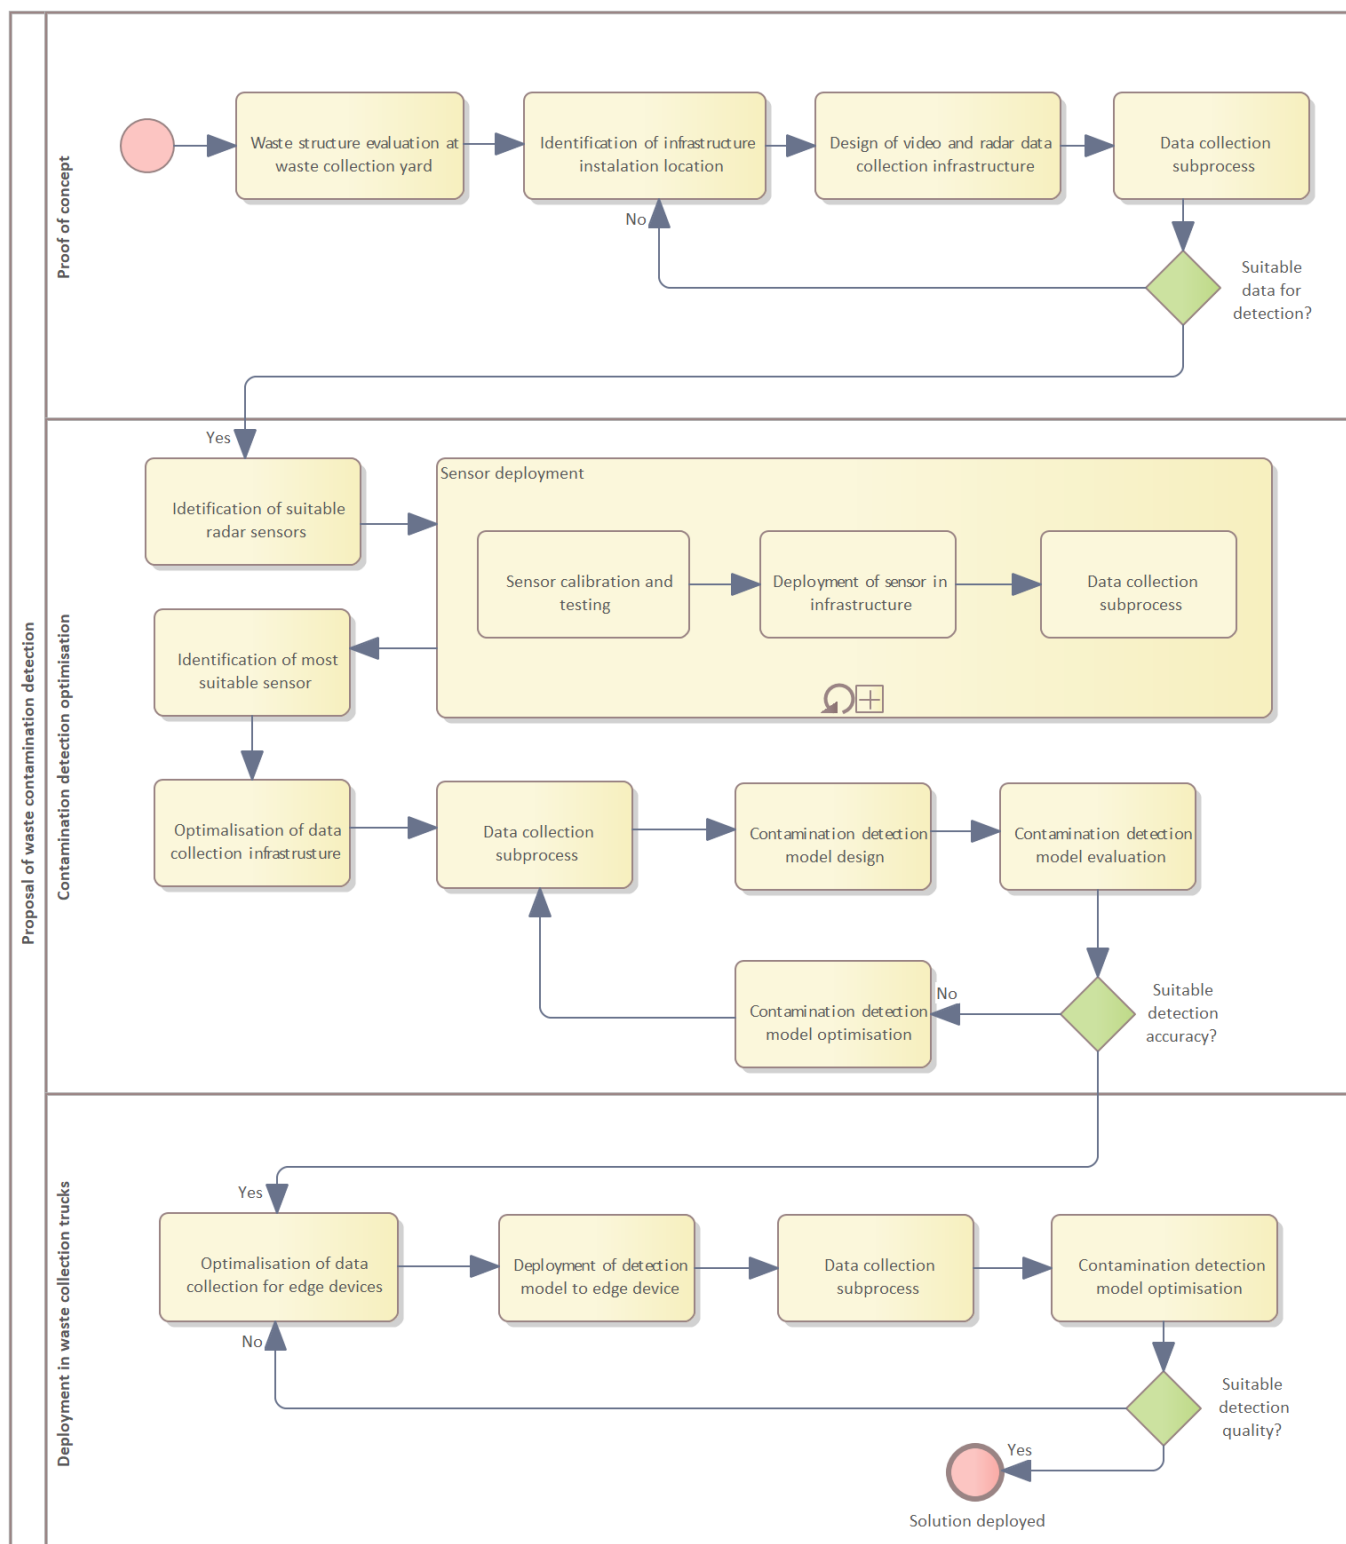 Proposal of waste contamination detection
Proof of concept
Waste structure evaluation at
waste collection yard
Identification of infrastructure
instalation location
Design of video and radar data
collection infrastructure
Data collection
subprocess
No
Suitable
data for
detection?
Contamination detection optimisation
Yes
Idetification of suitable
radar sensors
Sensor deployment
Sensor calibration and
testing
Deployment of sensor in
infrastructure
Data collection
subprocess
Identification of most
suitable sensor
Optimalisation of data
collection infrastrusture
Data collection
subprocess
Contamination detection
model design
Contamination detection
model evaluation
Contamination detection
model optimisation
No
Suitable
detection
accuracy?
Deployment in waste collection trucks
Yes
Optimalisation of data
collection for edge devices
Deployment of detection
model to edge device
Data collection
subprocess
Contamination detection
model optimisation
No
Suitable
detection
quality?
Yes
Solution deployed